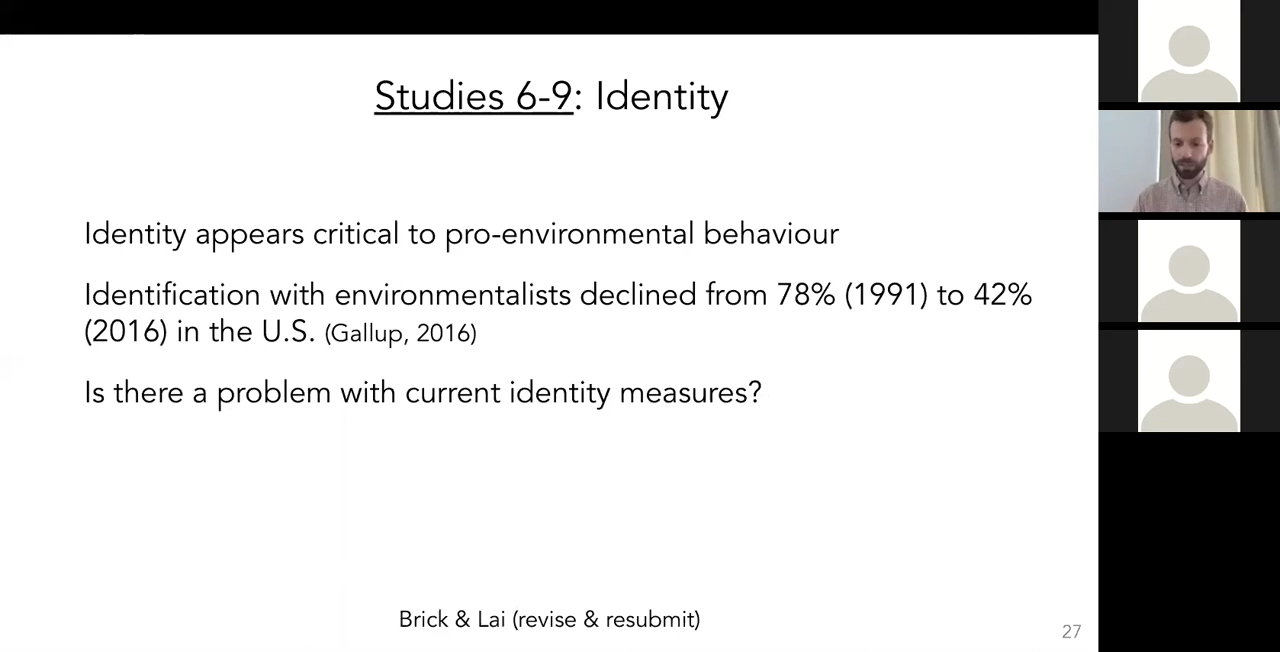 Studies 6-9: Identity
Identity appears critical to pro-environmental behaviour
Identification with environmentalists declined from 78% (1991) to 42%
(2016) in the U.S. (Gallup, 2016)
Is there a problem with current identity measures?
Brick & Lai (revise & resubmit)
27